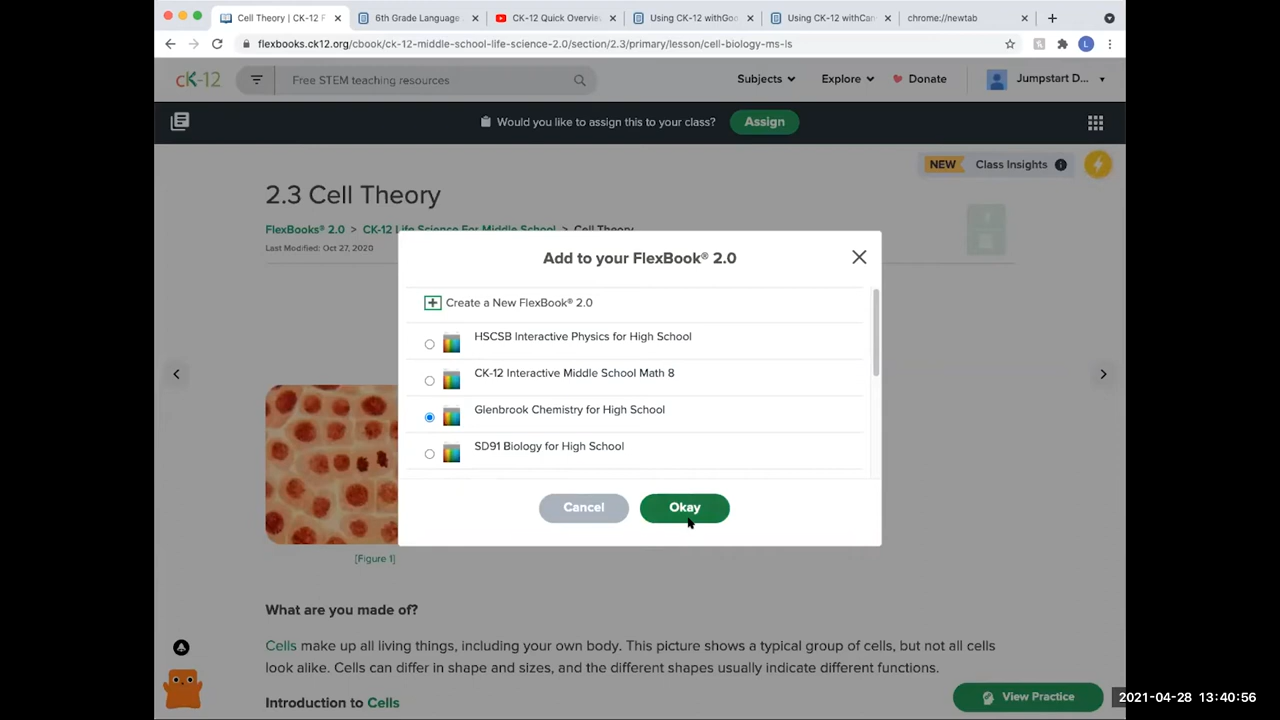 Cell Theory | CK-12 F
6th Grade Language
CK-12 Quick Overvie
Using CK-12 withGoo
Using CK-12 withCan
chrome://newtab
flexbooks.ck12.org/cbook/ck-12-middle-school-life-science-2.0/section/2.3/primary/lesson/cell-biology-ms-ls
L
cK-12
Free STEM teaching resources
Subjects
Explore
Donate
Jumpstart D...
Would you like to assign this to your class?
Assign
NEW
Class Insights
2.3 Cell Theory
FlexBooks® 2.0 > CK-12 Life Science For Middle School > Cell Theory
Last Modified: Oct 27, 2020
Add to your FlexBook® 2.0
Create a New FlexBook® 2.0
HSCSB Interactive Physics for High School
CK-12 Interactive Middle School Math 8
Glenbrook Chemistry for High School
SD91 Biology for High School
Cancel
Okay
[Figure 1]
What are you made of?
Cells make up all living things, including your own body. This picture shows a typical group of cells, but not all cells
look alike. Cells can differ in shape and sizes, and the different shapes usually indicate different functions.
Introduction to Cells
View Practice
2021-04-28 13:40:56